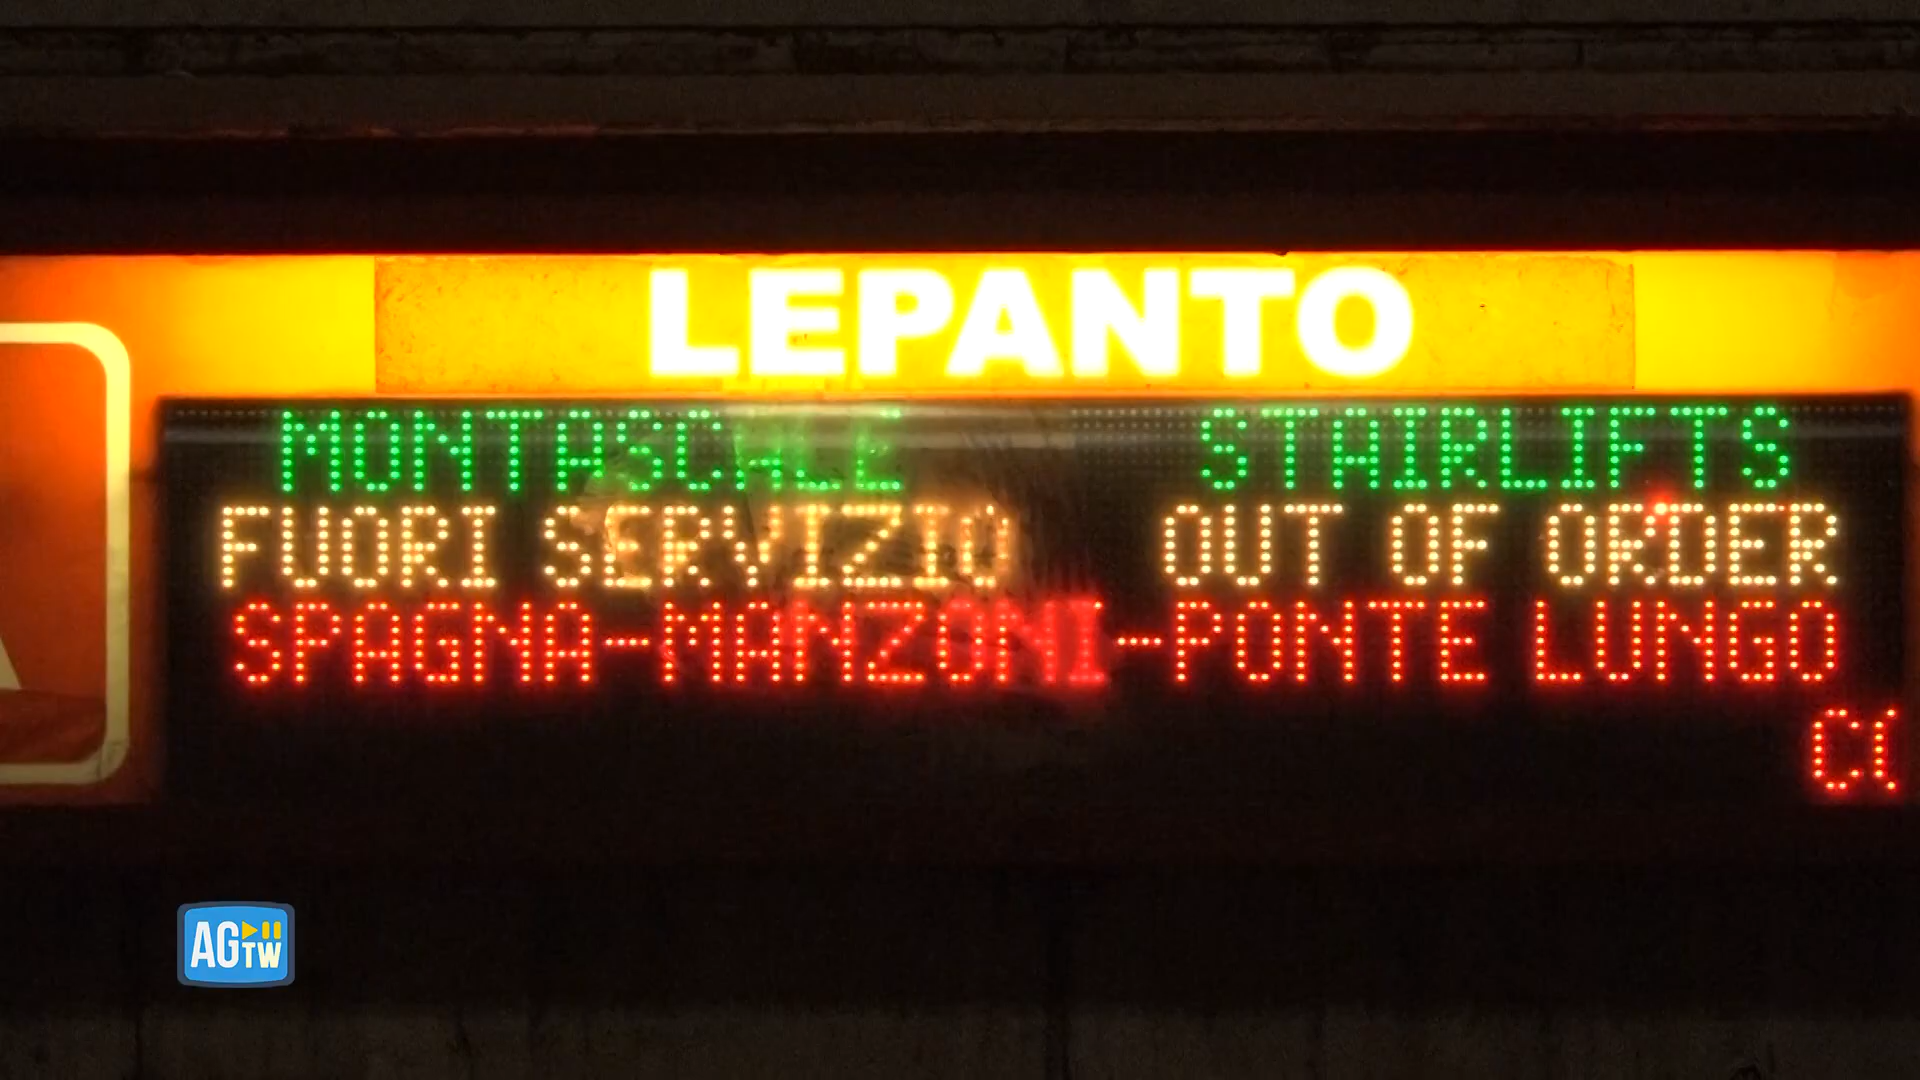 LEPANTO
MONTASCALE STAIRLIFTS
FUORI SERVIZIO OUT OF ORDER
SPAGNA-MANZONI-PONTE LUNGO
C
AGTW